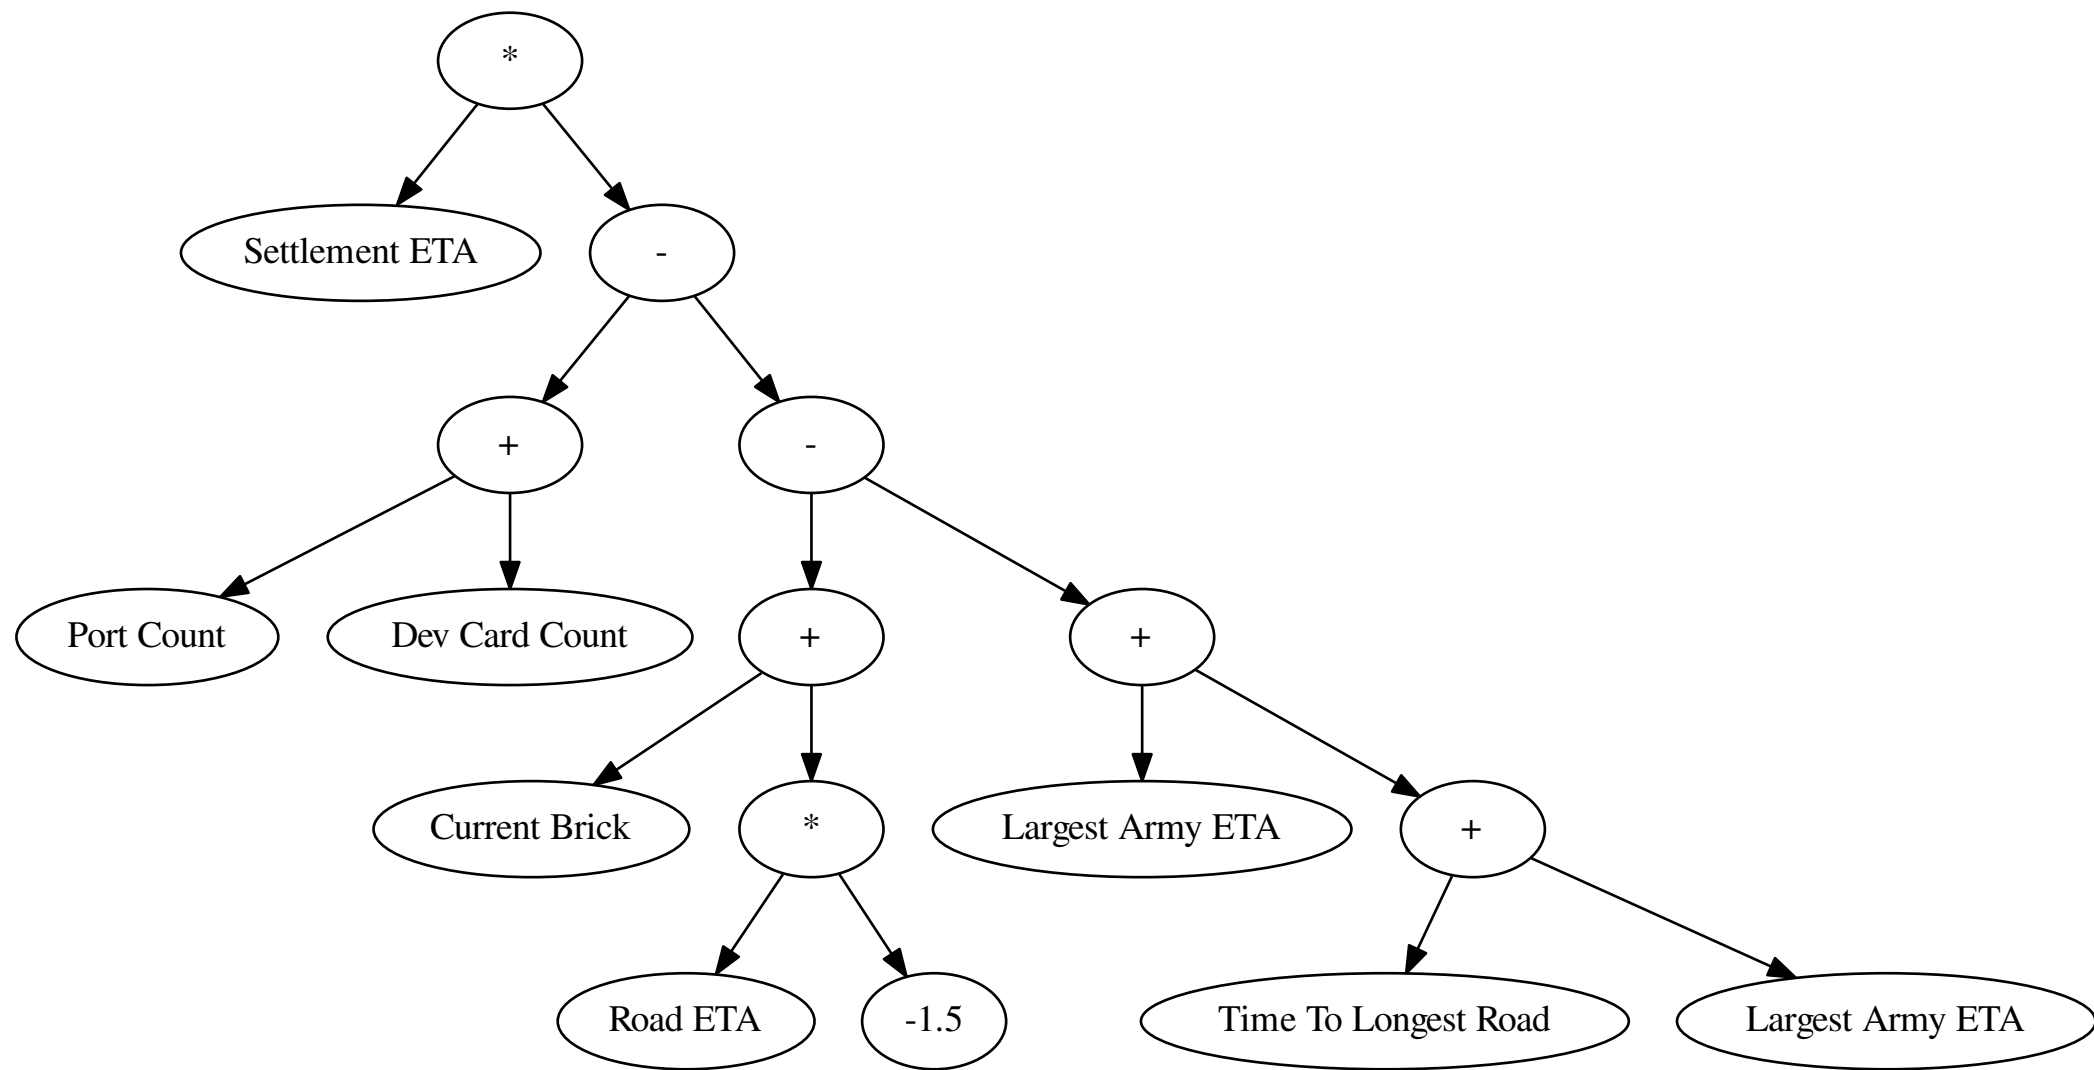 *
Settlement ETA
-
+
-
Port Count
Dev Card Count
+
+
Current Brick
*
Largest Army ETA
+
Road ETA
-1.5
Time To Longest Road
Largest Army ETA